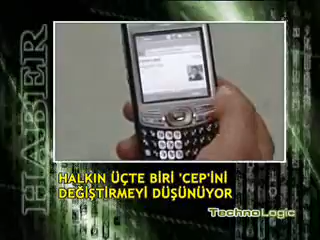 HABER
HALKIN ÜÇTE BİRİ 'CEP'İNİ
DEĞİŞTİRMEYİ DÜŞÜNÜYOR
TechnoLogic